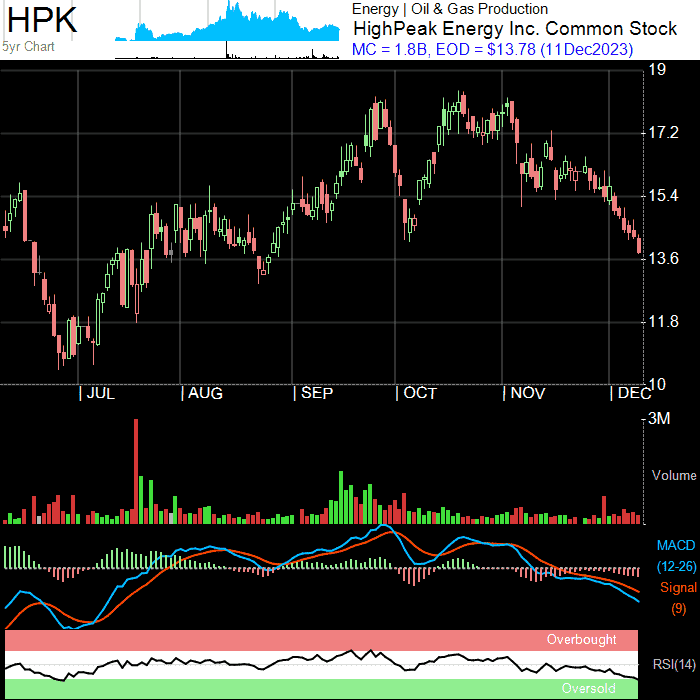 HPK
5yr Chart
Energy | Oil & Gas Production
HighPeak Energy Inc. Common Stock
MC = 1.8B, EOD = $13.78 (11Dec2023)
19
17.2
15.4
13.6
11.8
10
| JUL | AUG | SEP | OCT | NOV | DEC
3M
Volume
MACD
(12-26)
Signal
(9)
Overbought
RSI(14)
Oversold